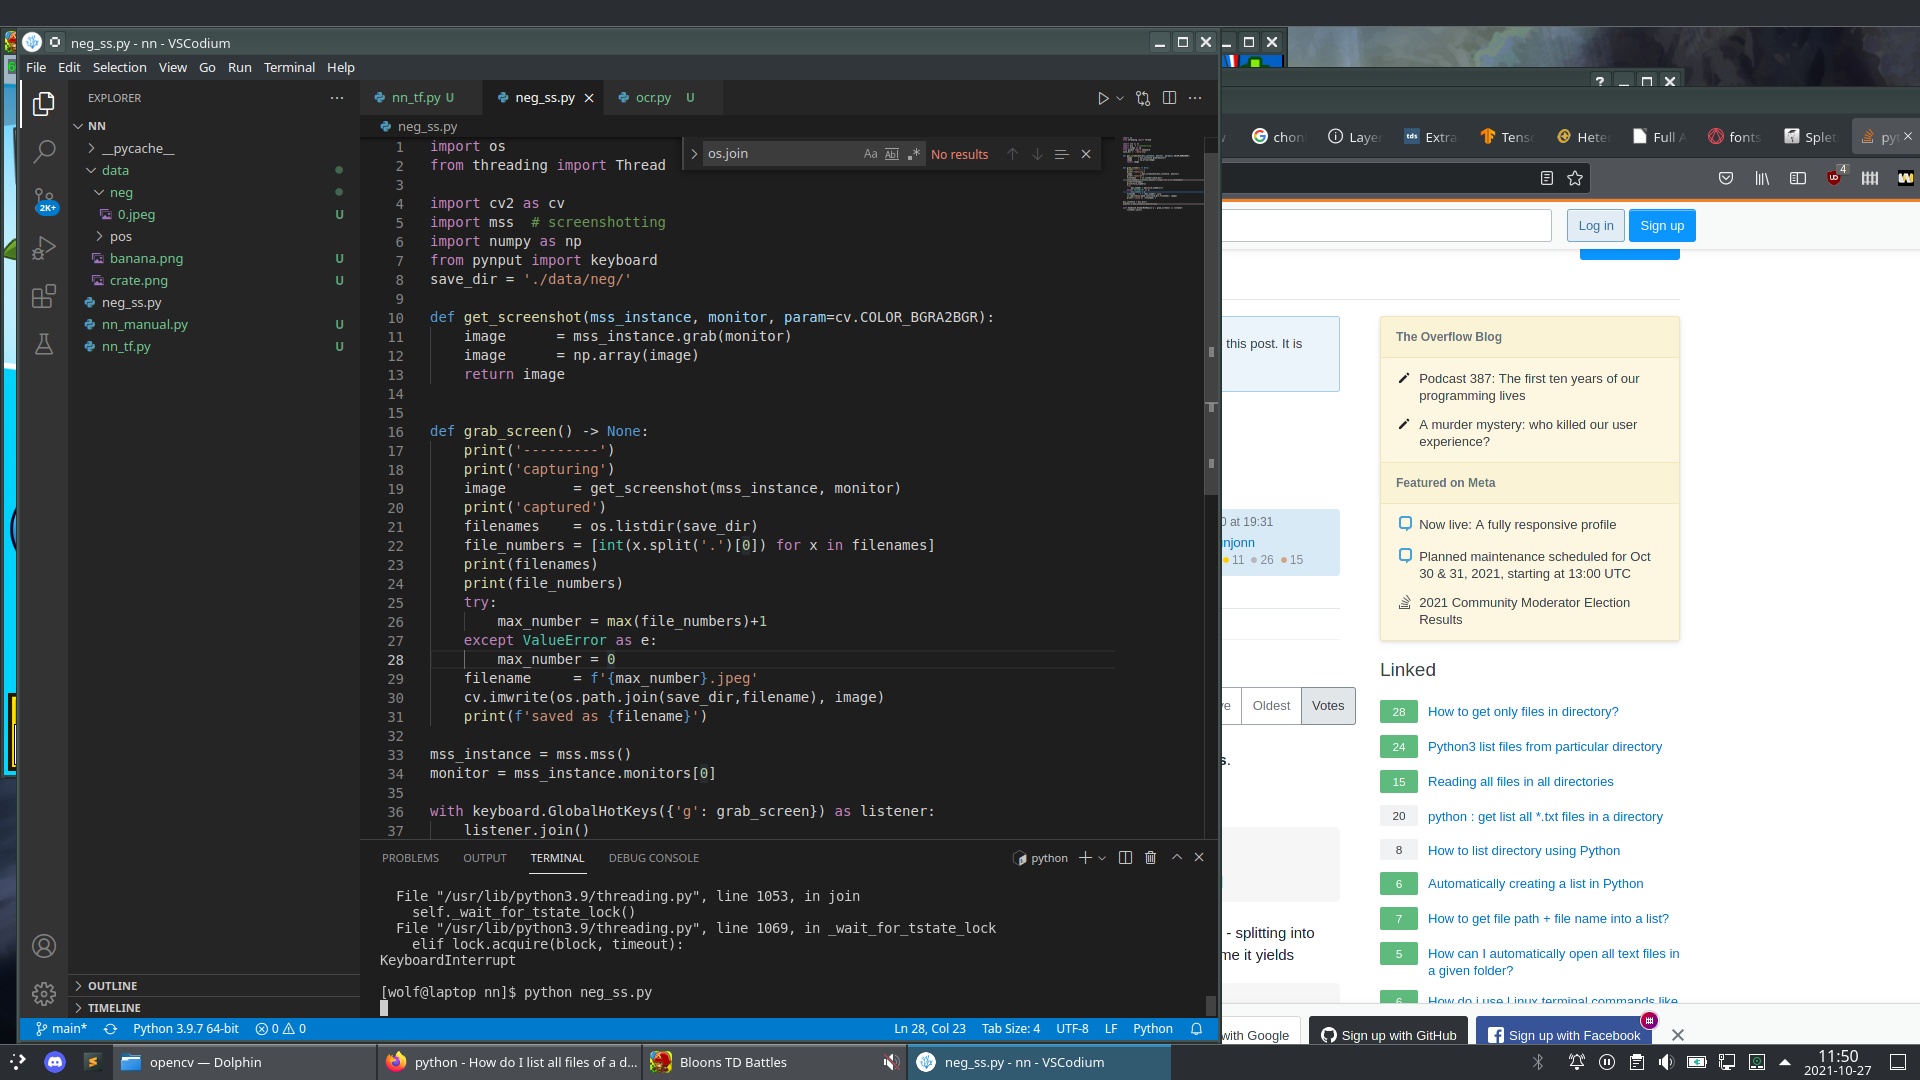 neg_ss.py - nn - VSCodium
File Edit Selection View Go Run Terminal Help
EXPLORER
NN
__pycache__
data
neg
0.jpeg U
pos
banana.png U
crate.png U
neg_ss.py
nn_manual.py U
nn_tf.py U
OUTLINE
TIMELINE
2K+
nn_tf.py U
neg_ss.py
ocr.py U
neg_ss.py
os.join
Aa
Abl
.*
No results
1 import os
2 from threading import Thread
3
4 import cv2 as cv
5 import mss  # screenshotting
6 import numpy as np
7 from pynput import keyboard
8 save_dir = './data/neg/'
9
10 def get_screenshot(mss_instance, monitor, param=cv.COLOR_BGRA2BGR):
11     image      = mss_instance.grab(monitor)
12     image      = np.array(image)
13     return image
14
15
16 def grab_screen() -> None:
17     print('---------')
18     print('capturing')
19     image        = get_screenshot(mss_instance, monitor)
20     print('captured')
21     filenames    = os.listdir(save_dir)
22     file_numbers = [int(x.split('.')[0]) for x in filenames]
23     print(filenames)
24     print(file_numbers)
25     try:
26         max_number = max(file_numbers)+1
27     except ValueError as e:
28         max_number = 0
29     filename     = f'{max_number}.jpeg'
30     cv.imwrite(os.path.join(save_dir,filename), image)
31     print(f'saved as {filename}')
32
33 mss_instance = mss.mss()
34 monitor = mss_instance.monitors[0]
35
36 with keyboard.GlobalHotKeys({'g': grab_screen}) as listener:
37     listener.join()
PROBLEMS OUTPUT TERMINAL DEBUG CONSOLE
python
File "/usr/lib/python3.9/threading.py", line 1053, in join
self._wait_for_tstate_lock()
File "/usr/lib/python3.9/threading.py", line 1069, in _wait_for_tstate_lock
elif lock.acquire(block, timeout):
KeyboardInterrupt
[wolf@laptop nn]$ python neg_ss.py
main*
Python 3.9.7 64-bit
0
0
Ln 28, Col 23
Tab Size: 4
UTF-8
LF
Python
?
chon
Laye
tds
Extra
Tens
Hete
Full A
fonts
Splet
pyt
4
Log in
Sign up
this post. It is
0 at 19:31
njonn
11 26 15
ve
Oldest
Votes
s.
- splitting into
me it yields
The Overflow Blog
Podcast 387: The first ten years of our
programming lives
A murder mystery: who killed our user
experience?
Featured on Meta
Now live: A fully responsive profile
Planned maintenance scheduled for Oct
30 & 31, 2021, starting at 13:00 UTC
2021 Community Moderator Election
Results
Linked
28 How to get only files in directory?
24 Python3 list files from particular directory
15 Reading all files in all directories
20 python : get list all *.txt files in a directory
8 How to list directory using Python
6 Automatically creating a list in Python
7 How to get file path + file name into a list?
5 How can I automatically open all text files in
a given folder?
6 How do i use Linux terminal commands like
with Google
Sign up with GitHub
Sign up with Facebook
opencv — Dolphin
python - How do I list all files of a d...
Bloons TD Battles
neg_ss.py - nn - VSCodium
11:50
2021-10-27